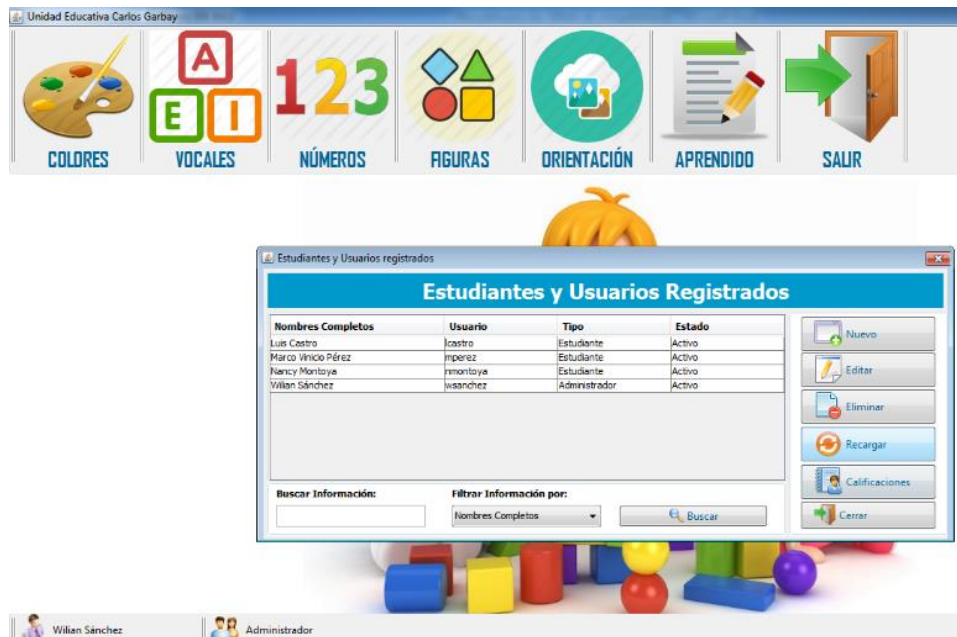 Unidad Educativa Carlos Garbay
A
E I
123
COLORES VOCALES NÚMEROS FIGURAS ORIENTACIÓN APRENDIDO SALIR
Estudiantes y Usuarios registrados
Estudiantes y Usuarios Registrados
Nombres Completos Usuario Tipo Estado
Luis Castro lcastro Estudiante Activo
Marco Vinicio Pérez mperez Estudiante Activo
Nancy Montoya nmontoya Estudiante Activo
Wilian Sánchez wsanchez Administrador Activo
Nuevo
Editar
Eliminar
Recargar
Calificaciones
Cerrar
Buscar Información: Filtrar Información por:
Nombres Completos Buscar
Wilian Sánchez Administrador